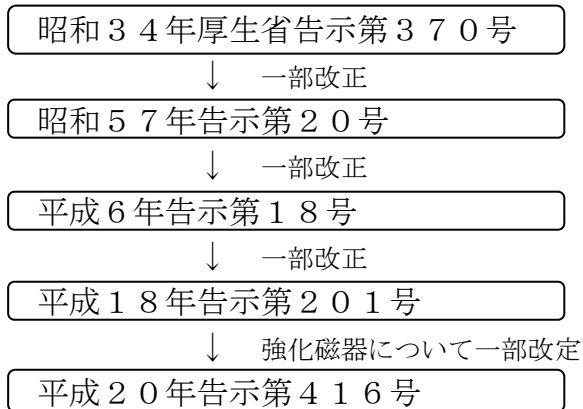 昭和３４年厚生省告示第３７０号
↓ 一部改正
昭和５７年告示第２０号
↓ 一部改正
平成６年告示第１８号
↓ 一部改正
平成１８年告示第２０１号
↓ 強化磁器について一部改定
平成２０年告示第４１６号